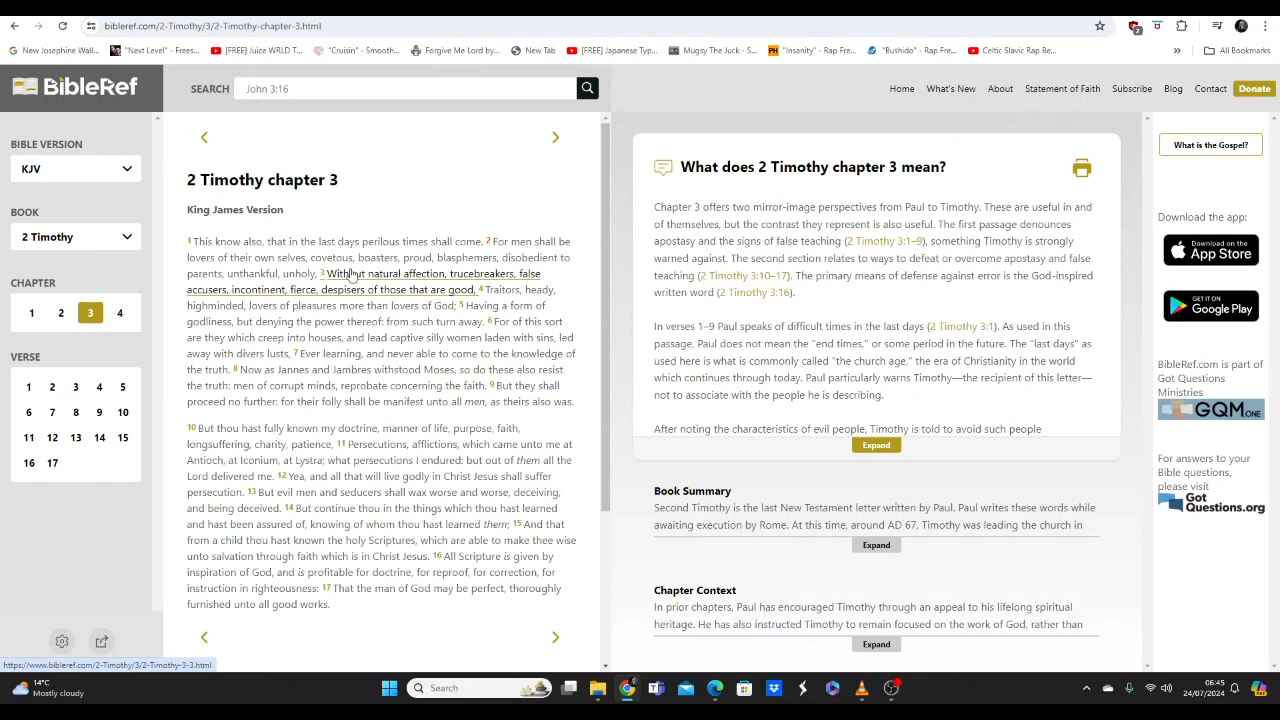 bibleref.com/2-Timothy/3/2-Timothy-chapter-3.html
2
New Josephine Wall...
"Next Level" - Frees...
[FREE] Juice WRLD T...
"Cruisin" - Smooth...
Forgive Me Lord by...
New Tab
[FREE] Japanese Typ...
Mugsy The Juck - S...
PH
"Insanity" - Rap Fre...
"Bushido" - Rap Fre...
Celtic Slavic Rap Be...
»
All Bookmarks
BibleRef
SEARCH
John 3:16
Home
What's New
About
Statement of Faith
Subscribe
Blog
Contact
Donate
BIBLE VERSION
KJV
BOOK
2 Timothy
CHAPTER
1 2 3 4
VERSE
1 2 3 4 5
6 7 8 9 10
11 12 13 14 15
16 17
2 Timothy chapter 3
King James Version
1 This know also, that in the last days perilous times shall come. 2 For men shall be
lovers of their own selves, covetous, boasters, proud, blasphemers, disobedient to
parents, unthankful, unholy, 3 Without natural affection, trucebreakers, false
accusers, incontinent, fierce, despisers of those that are good, 4 Traitors, heady,
highminded, lovers of pleasures more than lovers of God; 5 Having a form of
godliness, but denying the power thereof: from such turn away. 6 For of this sort
are they which creep into houses, and lead captive silly women laden with sins, led
away with divers lusts, 7 Ever learning, and never able to come to the knowledge of
the truth. 8 Now as Jannes and Jambres withstood Moses, so do these also resist
the truth: men of corrupt minds, reprobate concerning the faith. 9 But they shall
proceed no further: for their folly shall be manifest unto all men, as theirs also was.
10 But thou hast fully known my doctrine, manner of life, purpose, faith,
longsuffering, charity, patience, 11 Persecutions, afflictions, which came unto me at
Antioch, at Iconium, at Lystra; what persecutions I endured: but out of them all the
Lord delivered me. 12 Yea, and all that will live godly in Christ Jesus shall suffer
persecution. 13 But evil men and seducers shall wax worse and worse, deceiving,
and being deceived. 14 But continue thou in the things which thou hast learned
and hast been assured of, knowing of whom thou hast learned them; 15 And that
from a child thou hast known the holy Scriptures, which are able to make thee wise
unto salvation through faith which is in Christ Jesus. 16 All Scripture is given by
inspiration of God, and is profitable for doctrine, for reproof, for correction, for
instruction in righteousness: 17 That the man of God may be perfect, thoroughly
furnished unto all good works.
What does 2 Timothy chapter 3 mean?
Chapter 3 offers two mirror-image perspectives from Paul to Timothy. These are useful in and
of themselves, but the contrast they represent is also useful. The first passage denounces
apostasy and the signs of false teaching (2 Timothy 3:1–9), something Timothy is strongly
warned against. The second section relates to ways to defeat or overcome apostasy and false
teaching (2 Timothy 3:10–17). The primary means of defense against error is the God-inspired
written word (2 Timothy 3:16).
In verses 1–9 Paul speaks of difficult times in the last days (2 Timothy 3:1). As used in this
passage, Paul does not mean the "end times," or some period in the future. The "last days" as
used here is what is commonly called "the church age," the era of Christianity in the world
which continues through today. Paul particularly warns Timothy—the recipient of this letter—
not to associate with the people he is describing.
After noting the characteristics of evil people, Timothy is told to avoid such people
Expand
Book Summary
Second Timothy is the last New Testament letter written by Paul. Paul writes these words while
awaiting execution by Rome. At this time, around AD 67, Timothy was leading the church in
Expand
Chapter Context
In prior chapters, Paul has encouraged Timothy through an appeal to his lifelong spiritual
heritage. He has also instructed Timothy to remain focused on the work of God, rather than
Expand
What is the Gospel?
Download the app:
Download on the
App Store
GET IT ON
Google Play
BibleRef.com is part of
Got Questions
Ministries
GQM.ONE
For answers to your
Bible questions,
please visit
Got
Questions.org
https://www.bibleref.com/2-Timothy/3/2-Timothy-3-3.html
14°C
Mostly cloudy
Search
06:45
24/07/2024